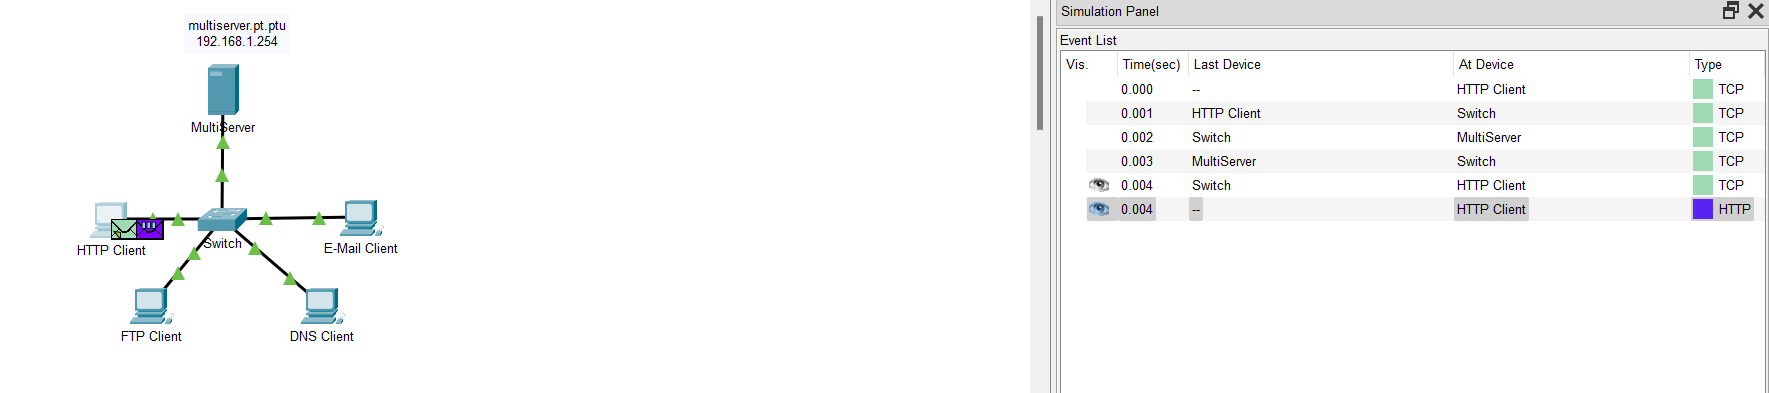 multiserver.pt.ptu
192.168.1.254
MultiServer
HTTP Client
Switch
E-Mail Client
FTP Client
DNS Client
Simulation Panel
Event List
Vis. Time(sec) Last Device At Device Type
0.000 -- HTTP Client TCP
0.001 HTTP Client Switch TCP
0.002 Switch MultiServer TCP
0.003 MultiServer Switch TCP
0.004 Switch HTTP Client TCP
0.004 -- HTTP Client HTTP